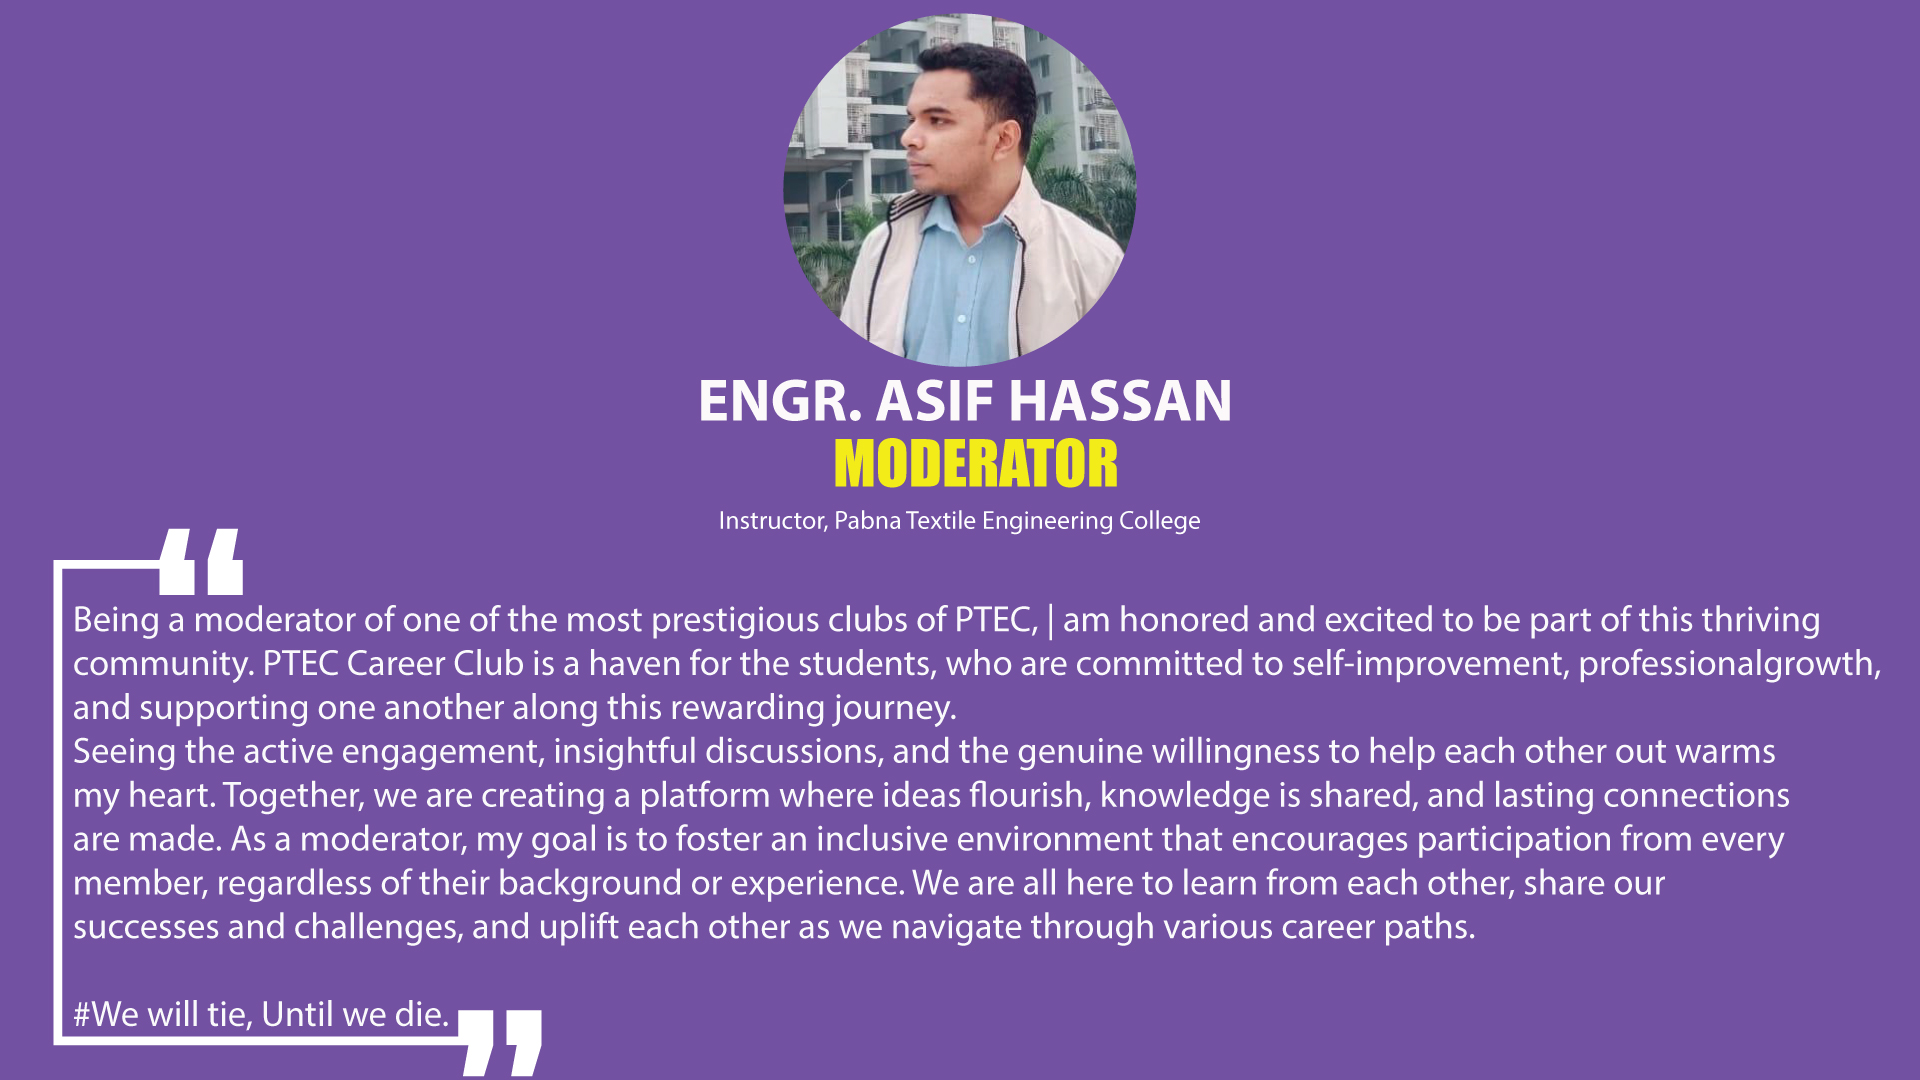 ENGR. ASIF HASSAN
MODERATOR
Instructor, Pabna Textile Engineering College
“
Being a moderator of one of the most prestigious clubs of PTEC, | am honored and excited to be part of this thriving
community. PTEC Career Club is a haven for the students, who are committed to self-improvement, professionalgrowth,
and supporting one another along this rewarding journey.
Seeing the active engagement, insightful discussions, and the genuine willingness to help each other out warms
my heart. Together, we are creating a platform where ideas flourish, knowledge is shared, and lasting connections
are made. As a moderator, my goal is to foster an inclusive environment that encourages participation from every
member, regardless of their background or experience. We are all here to learn from each other, share our
successes and challenges, and uplift each other as we navigate through various career paths.
#We will tie, Until we die.
”